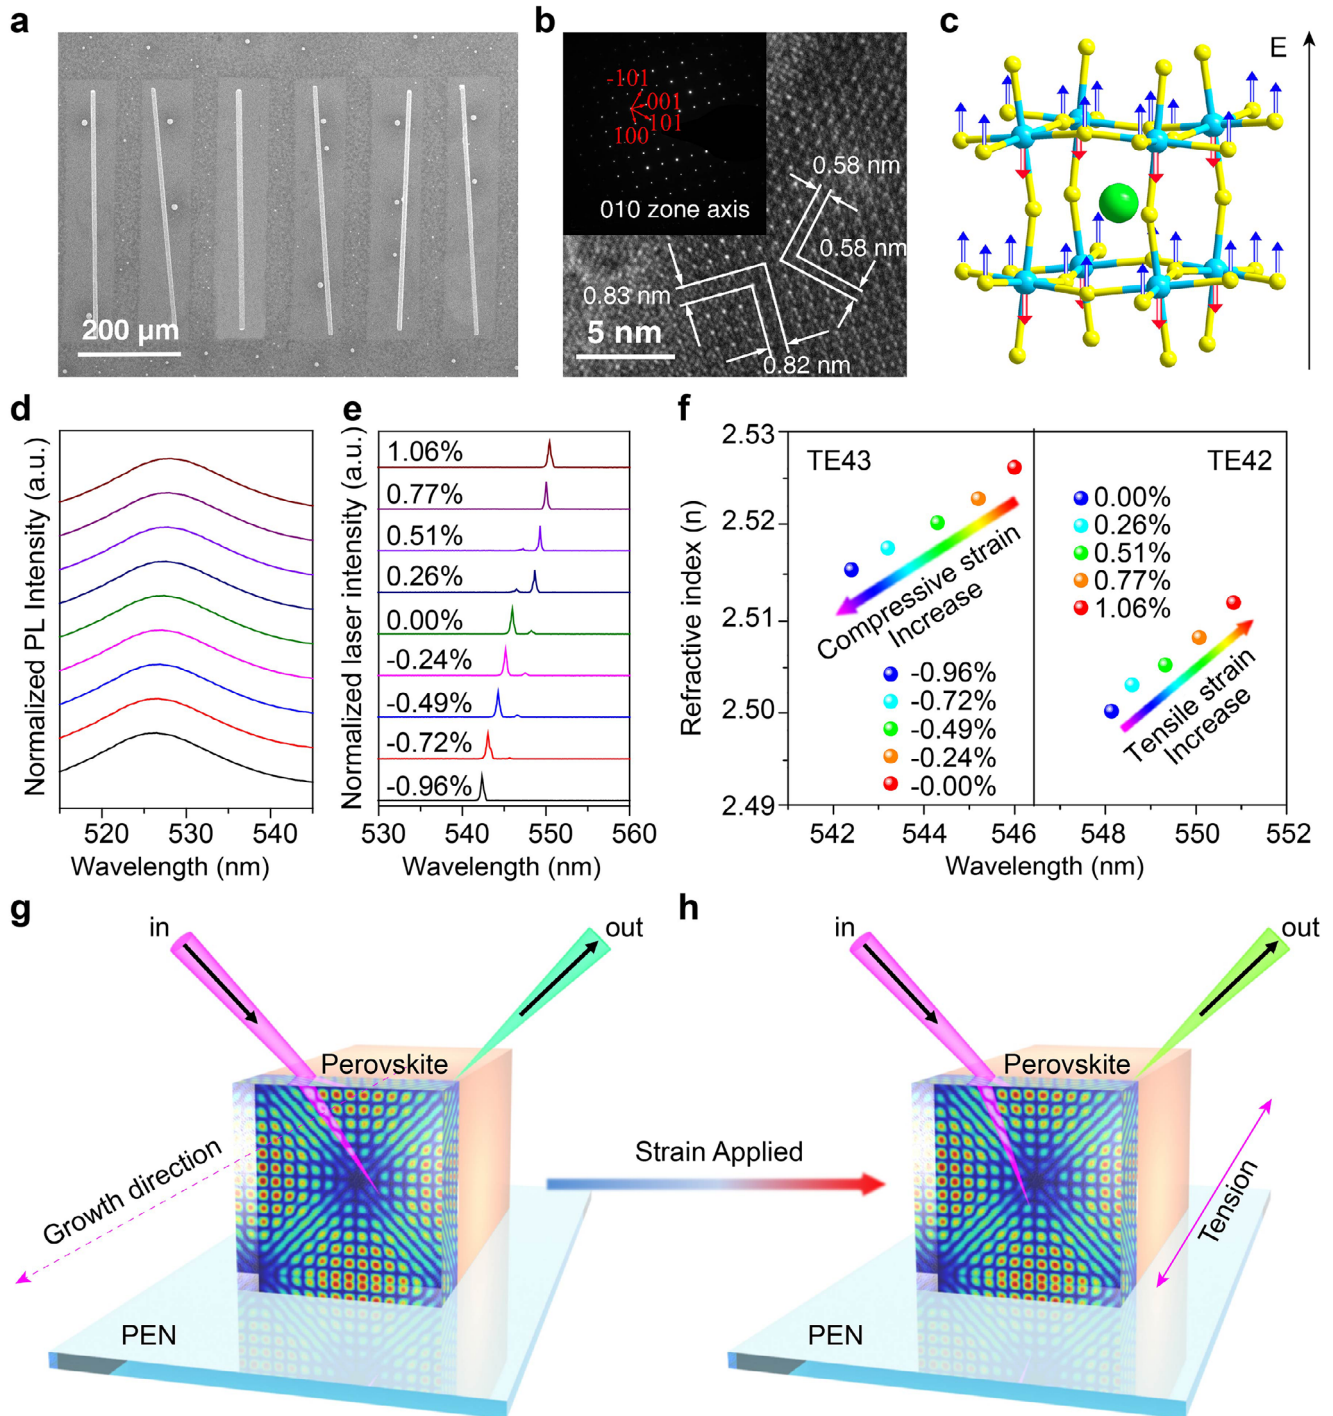 a
200 μm
b
-101
-001
101
100
010 zone axis
0.58 nm
0.58
nm
0.83 nm
5 nm
0.82 nm
c
E
d
Normalized PL Intensity (a.u.)
520
530
540
Wavelength (nm)
e
Normalized laser intensity (a.u.)
1.06%
0.77%
0.51%
0.26%
0.00%
-0.24%
-0.49%
-0.72%
-0.96%
530
540
550
560
Wavelength (nm)
f
Refractive index (n)
2.53
2.52
2.51
2.50
2.49
TE43
TE42
Compressive strain
Increase
-0.96%
-0.72%
-0.49%
-0.24%
-0.00%
0.00%
0.26%
0.51%
0.77%
1.06%
Tensile strain
Increase
542
544
546
548
550
552
Wavelength (nm)
g
in
out
Perovskite
Growth direction
PEN
Strain Applied
h
in
out
Perovskite
Tension
PEN